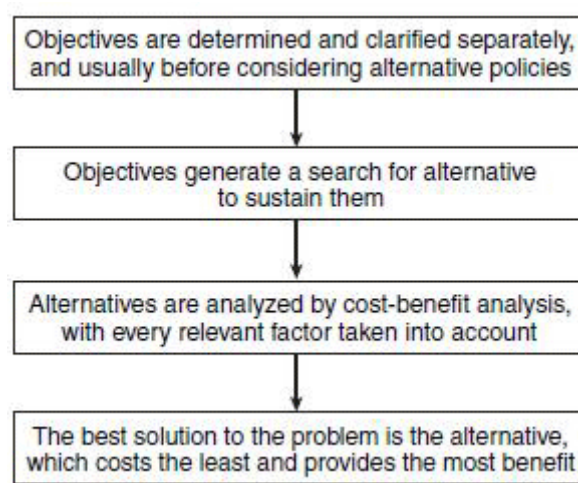 Objectives are determined and clarified separately,
and usually before considering alternative policies
Objectives generate a search for alternative
to sustain them
Alternatives are analyzed by cost-benefit analysis,
with every relevant factor taken into account
The best solution to the problem is the alternative,
which costs the least and provides the most benefit